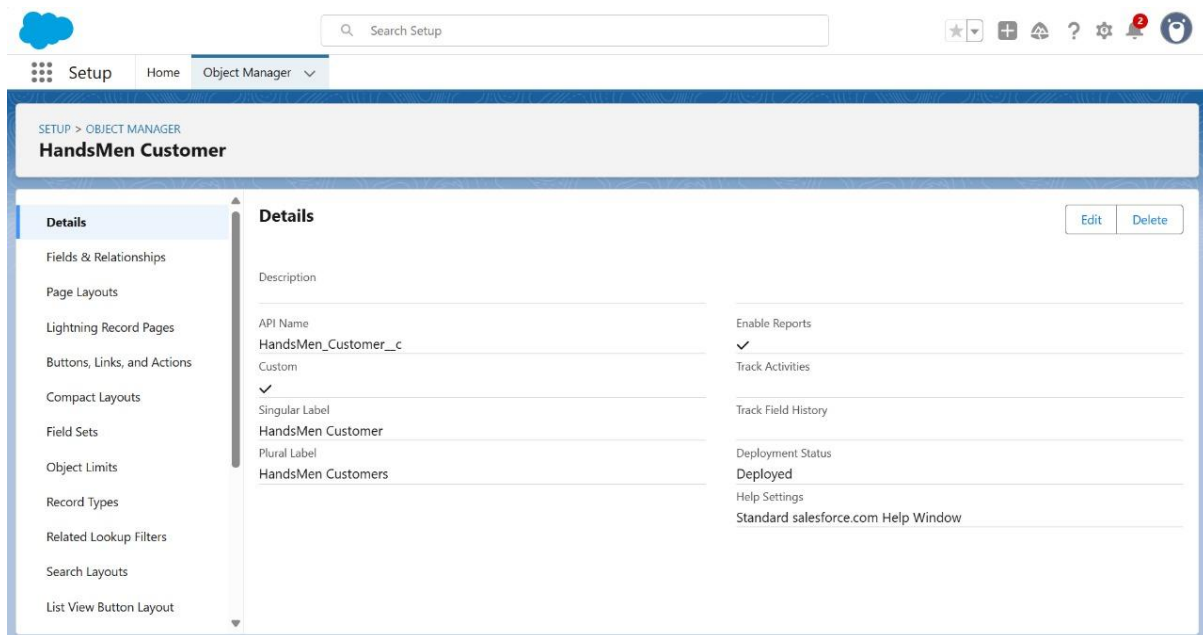 Search Setup
2
Setup
Home
Object Manager
SETUP > OBJECT MANAGER
HandsMen Customer
Details
Fields & Relationships
Page Layouts
Lightning Record Pages
Buttons, Links, and Actions
Compact Layouts
Field Sets
Object Limits
Record Types
Related Lookup Filters
Search Layouts
List View Button Layout
Details
Edit
Delete
Description
API Name
HandsMen_Customer__c
Custom
Singular Label
HandsMen Customer
Plural Label
HandsMen Customers
Enable Reports
Track Activities
Track Field History
Deployment Status
Deployed
Help Settings
Standard salesforce.com Help Window